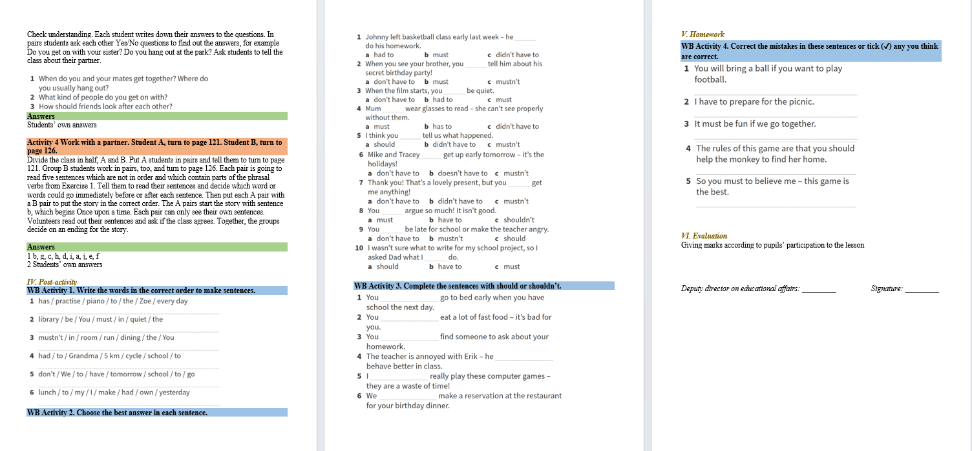 Check understanding. Each student writes down their answers to the questions. In
pairs students ask each other Yes/No questions to find out the answers, for example
Do you get on with your sister? Do you hang out at the park? Ask students to tell the
class about their partner.
1 When do you and your mates get together? Where do
you usually hang out?
2 What kind of people do you get on with?
3 How should friends look after each other?
Answers
Students' own answers
Activity 4 Work with a partner. Student A, turn to page 121. Student B, turn to
page 126.
Divide the class in half, A and B. Put A students in pairs and tell them to turn to page
121. Group B students work in pairs, too, and turn to page 126. Each pair is going to
read five sentences which are not in order and which contain parts of the phrasal
verbs from Exercise 1. Tell them to read their sentences and decide which word or
words could go immediately before or after each sentence. Then put each A pair with
a B pair to put the story in the correct order. The A pairs start the story with sentence
b, which begins Once upon a time. Each pair can only see their own sentences.
Volunteers read out their sentences and ask if the class agrees. Together, the groups
decide on an ending for the story.
Answers
1 b, g, c, h, d, i, a, j, e, f
2 Students' own answers
IV. Post-activity
WB Activity 1. Write the words in the correct order to make sentences.
1 has / practise / piano / to / the / Zoe / every day
2 library / be / You / must / in / quiet / the
3 mustn't / in / room / run / dining / the / You
4 had / to / Grandma / 5 km / cycle / school / to
5 don't / We / to / have / tomorrow / school / to / go
6 lunch / to / my / I / make / had / own / yesterday
WB Activity 2. Choose the best answer in each sentence.
1 Johnny left basketball class early last week – he ______
do his homework.
a had to b must c didn't have to
2 When you see your brother, you ______ tell him about his
secret birthday party!
a don't have to b must c mustn't
3 When the film starts, you ______ be quiet.
a don't have to b had to c must
4 Mum ______ wear glasses to read – she can't see properly
without them.
a must b has to c didn't have to
5 I think you ______ tell us what happened.
a should b didn't have to c mustn't
6 Mike and Tracey ______ get up early tomorrow – it's the
holidays!
a don't have to b doesn't have to c mustn't
7 Thank you! That's a lovely present, but you ______ get
me anything!
a don't have to b didn't have to c mustn't
8 You ______ argue so much! It isn't good.
a must b have to c shouldn't
9 You ______ be late for school or make the teacher angry.
a don't have to b mustn't c should
10 I wasn't sure what to write for my school project, so I
asked Dad what I ______ do.
a should b have to c must
WB Activity 3. Complete the sentences with should or shouldn't.
1 You ______________ go to bed early when you have
school the next day.
2 You ______________ eat a lot of fast food – it's bad for
you.
3 You ______________ find someone to ask about your
homework.
4 The teacher is annoyed with Erik – he ______________
behave better in class.
5 I ______________ really play these computer games –
they are a waste of time!
6 We ______________ make a reservation at the restaurant
for your birthday dinner.
V. Homework
WB Activity 4. Correct the mistakes in these sentences or tick (✓) any you think
are correct.
1 You will bring a ball if you want to play
football.
2 I have to prepare for the picnic.
3 It must be fun if we go together.
4 The rules of this game are that you should
help the monkey to find her home.
5 So you must to believe me – this game is
the best.
VI. Evaluation
Giving marks according to pupils' participation to the lesson
Deputy director on educational affairs: ________ Signature: ________